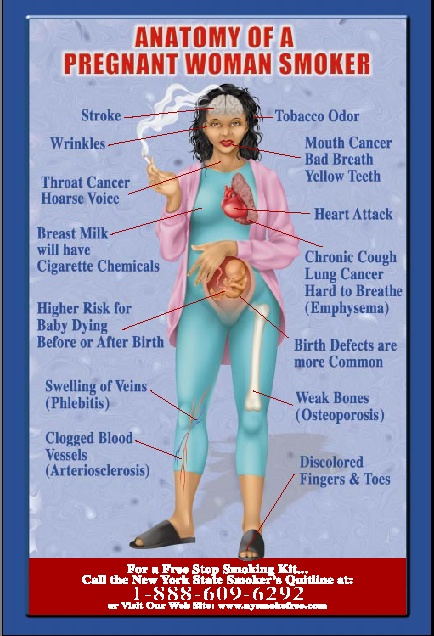 ANATOMY OF A
PREGNANT WOMAN SMOKER
Stroke
Tobacco Odor
Wrinkles
Mouth Cancer
Bad Breath
Yellow Teeth
Throat Cancer
Hoarse Voice
Heart Attack
Breast Milk
will have
Cigarette Chemicals
Chronic Cough
Lung Cancer
Hard to Breathe
(Emphysema)
Higher Risk for
Baby Dying
Before or After Birth
Birth Defects are
more Common
Swelling of Veins
(Phlebitis)
Weak Bones
(Osteoporosis)
Clogged Blood
Vessels
(Arteriosclerosis)
Discolored
Fingers & Toes
For a Free Stop Smoking Kit...
Call the New York State Smoker's Quitline at:
1-888-609-6292
or Visit Our Web Site: www.nysmokefree.com